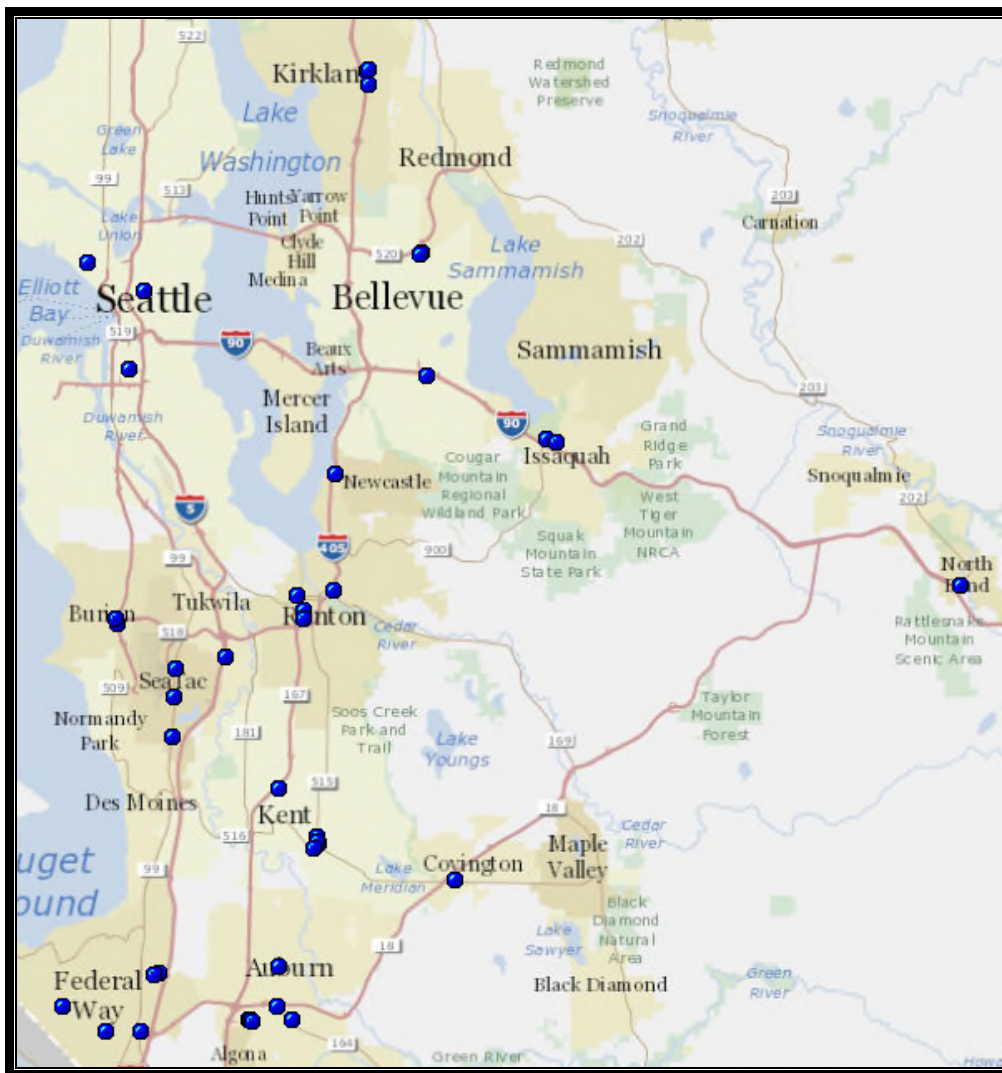 522
Kirklan
Redmond
Watershed
Preserve
Lake
Washington
Snoqualmie
River
Green
Lake
Redmond
99
513
Hunts
Point
Yarrow
Point
203
Carnation
Lake
Union
Clyde
Hill
520
202
Lake
Sammamish
Medina
Elliott
Bay
Seattle
Bellevue
519
Duwamish
River
90
Beaux
Arts
Sammamish
Mercer
Island
203
Duwamish
River
90
Grand
Ridge
Park
Snoqualmie
River
Issaquah
Cougar
Mountain
Regional
Wildland Park
Snoqualmie
Newcastle
202
West
Tiger
Mountain
NRCA
5
405
900
Squak
Mountain
State Park
99
North
Bend
Tukwila
Burien
Renton
518
Cedar
River
Rattlesnake
Mountain
Scenic Area
SeaTac
509
167
Normandy
Park
Soos Creek
Park and
Trail
Taylor
Mountain
Forest
181
Lake
Youngs
169
515
Des Moines
Kent
18
516
Maple
Valley
Cedar
River
uget
ound
99
Lake
Meridian
Covington
Black
Diamond
Natural
Area
Lake
Sawyer
18
Federal
Way
Auburn
Black Diamond
Green
River
164
Algona
Green River